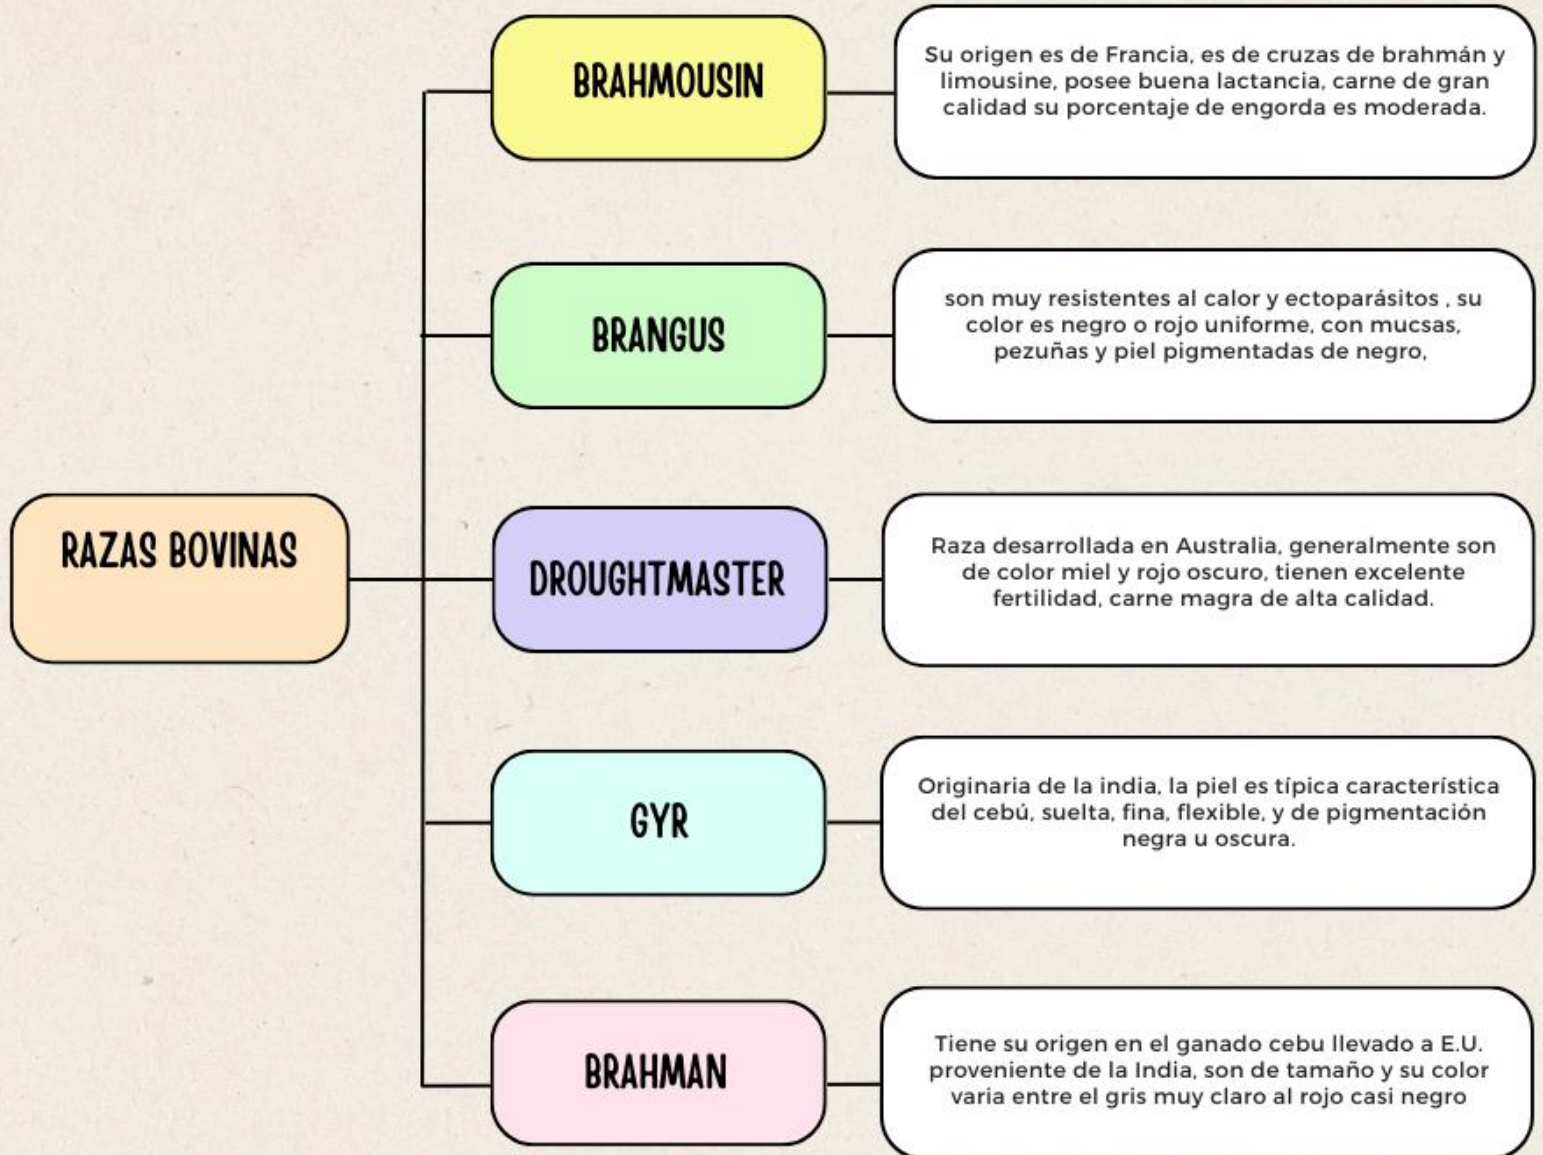 RAZAS BOVINAS
BRAHMOUSIN
Su origen es de Francia, es de cruzas de brahmán y
limousine, posee buena lactancia, carne de gran
calidad su porcentaje de engorda es moderada.
BRANGUS
son muy resistentes al calor y ectoparásitos , su
color es negro o rojo uniforme, con mucsas,
pezuñas y piel pigmentadas de negro,
DROUGHTMASTER
Raza desarrollada en Australia, generalmente son
de color miel y rojo oscuro, tienen excelente
fertilidad, carne magra de alta calidad.
GYR
Originaria de la india, la piel es típica característica
del cebú, suelta, fina, flexible, y de pigmentación
negra u oscura.
BRAHMAN
Tiene su origen en el ganado cebu llevado a E.U.
proveniente de la India, son de tamaño y su color
varia entre el gris muy claro al rojo casi negro